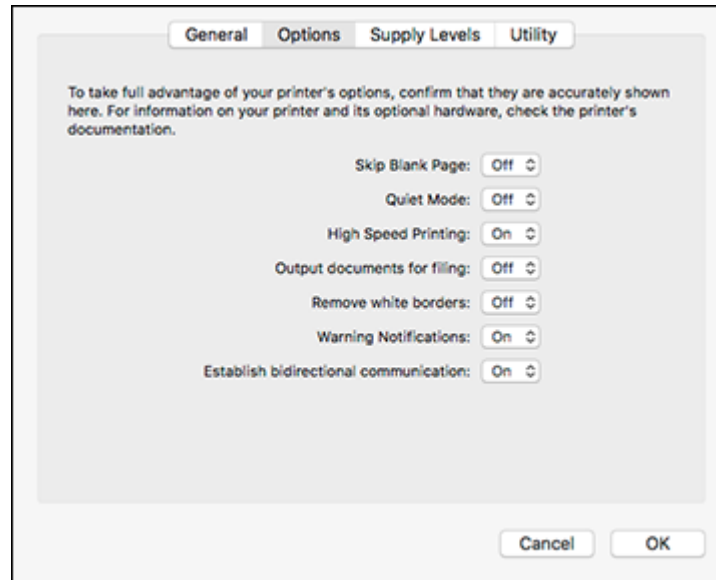 General Options Supply Levels Utility
To take full advantage of your printer's options, confirm that they are accurately shown
here. For information on your printer and its optional hardware, check the printer's
documentation.
Skip Blank Page: Off
Quiet Mode: Off
High Speed Printing: On
Output documents for filing: Off
Remove white borders: Off
Warning Notifications: On
Establish bidirectional communication: On
Cancel OK